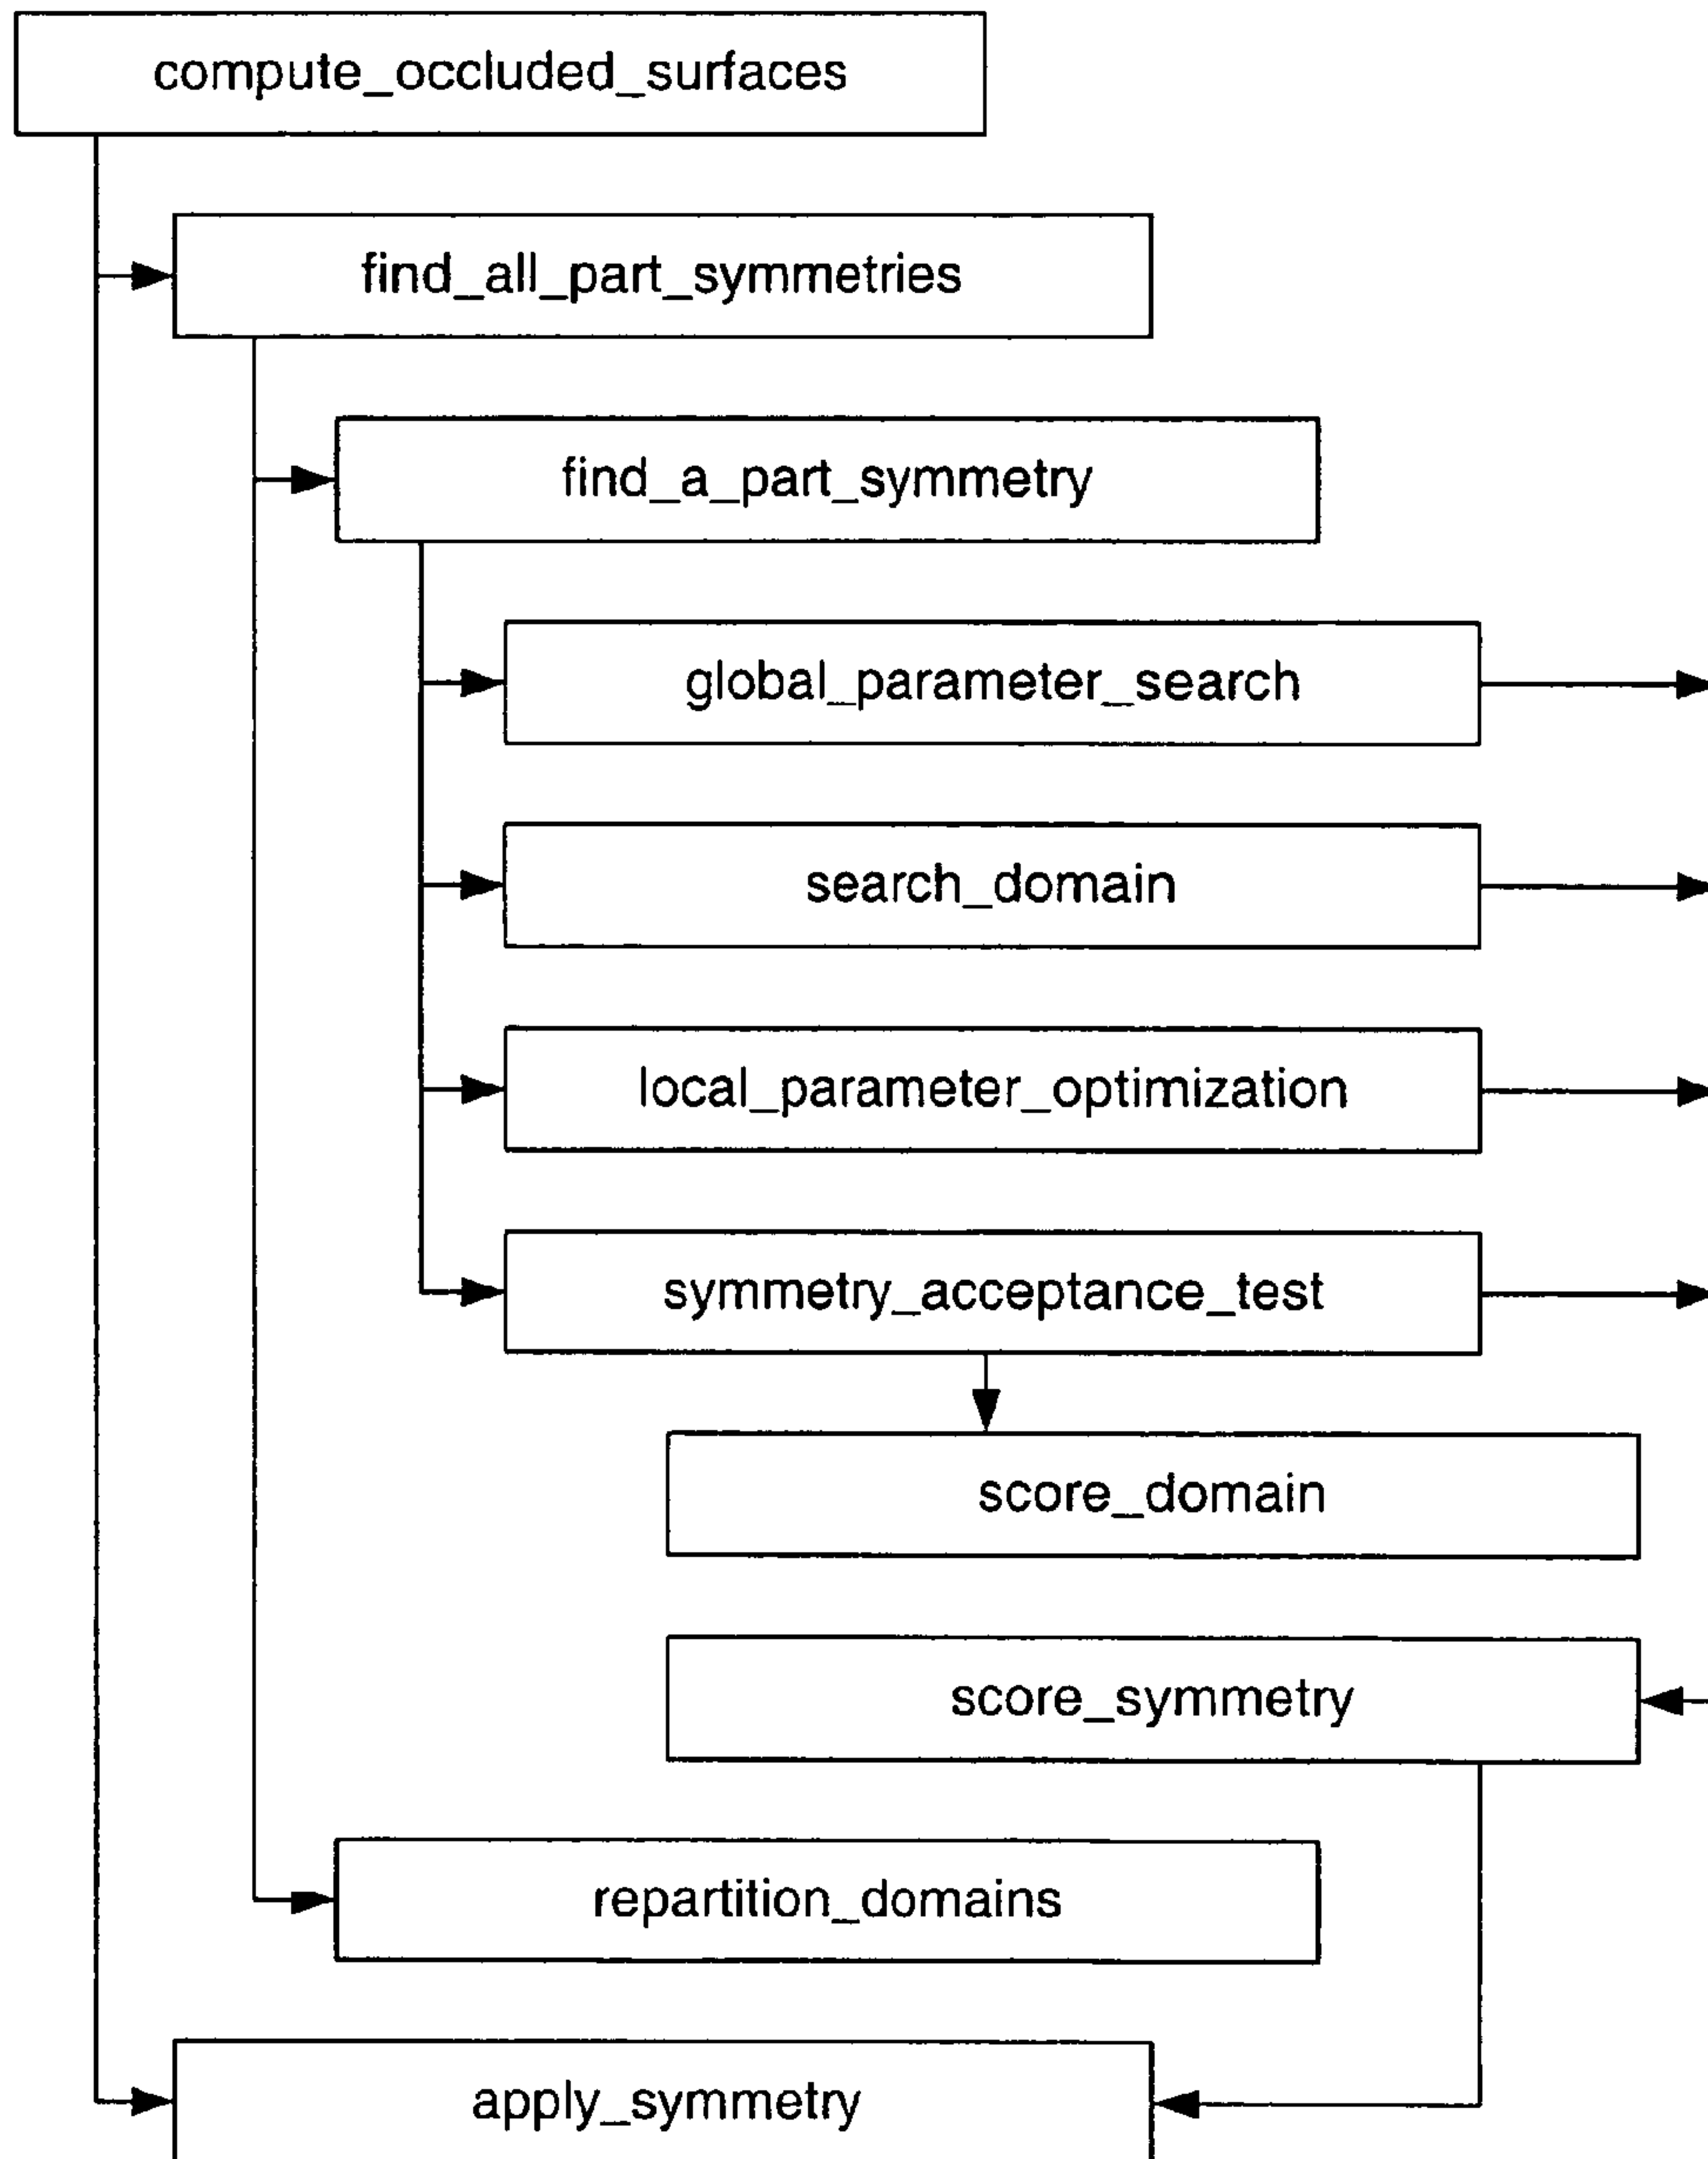 compute_occluded_surfaces
find_all_part_symmetries
find_a_part_symmetry
global_parameter_search
search_domain
local_parameter_optimization
symmetry_acceptance_test
score_domain
score_symmetry
repartition_domains
apply_symmetry